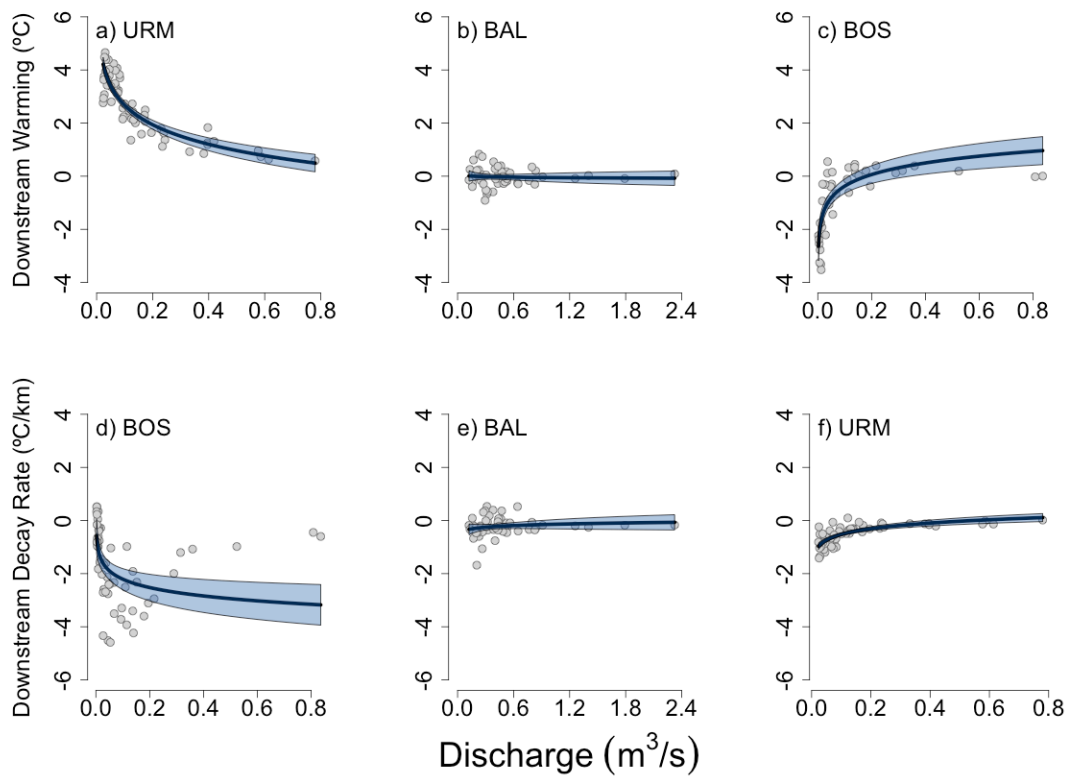 Downstream Warming (ºC)
a) URM
b) BAL
c) BOS
6
4
2
0
-2
-4
0.0 0.2 0.4 0.6 0.8
6
4
2
0
-2
-4
0.0 0.6 1.2 1.8 2.4
6
4
2
0
-2
-4
0.0 0.2 0.4 0.6 0.8
Downstream Decay Rate (ºC/km)
d) BOS
e) BAL
f) URM
4
2
0
-2
-4
-6
0.0 0.2 0.4 0.6 0.8
4
2
0
-2
-4
-6
0.0 0.6 1.2 1.8 2.4
4
2
0
-2
-4
-6
0.0 0.2 0.4 0.6 0.8
Discharge (m³/s)